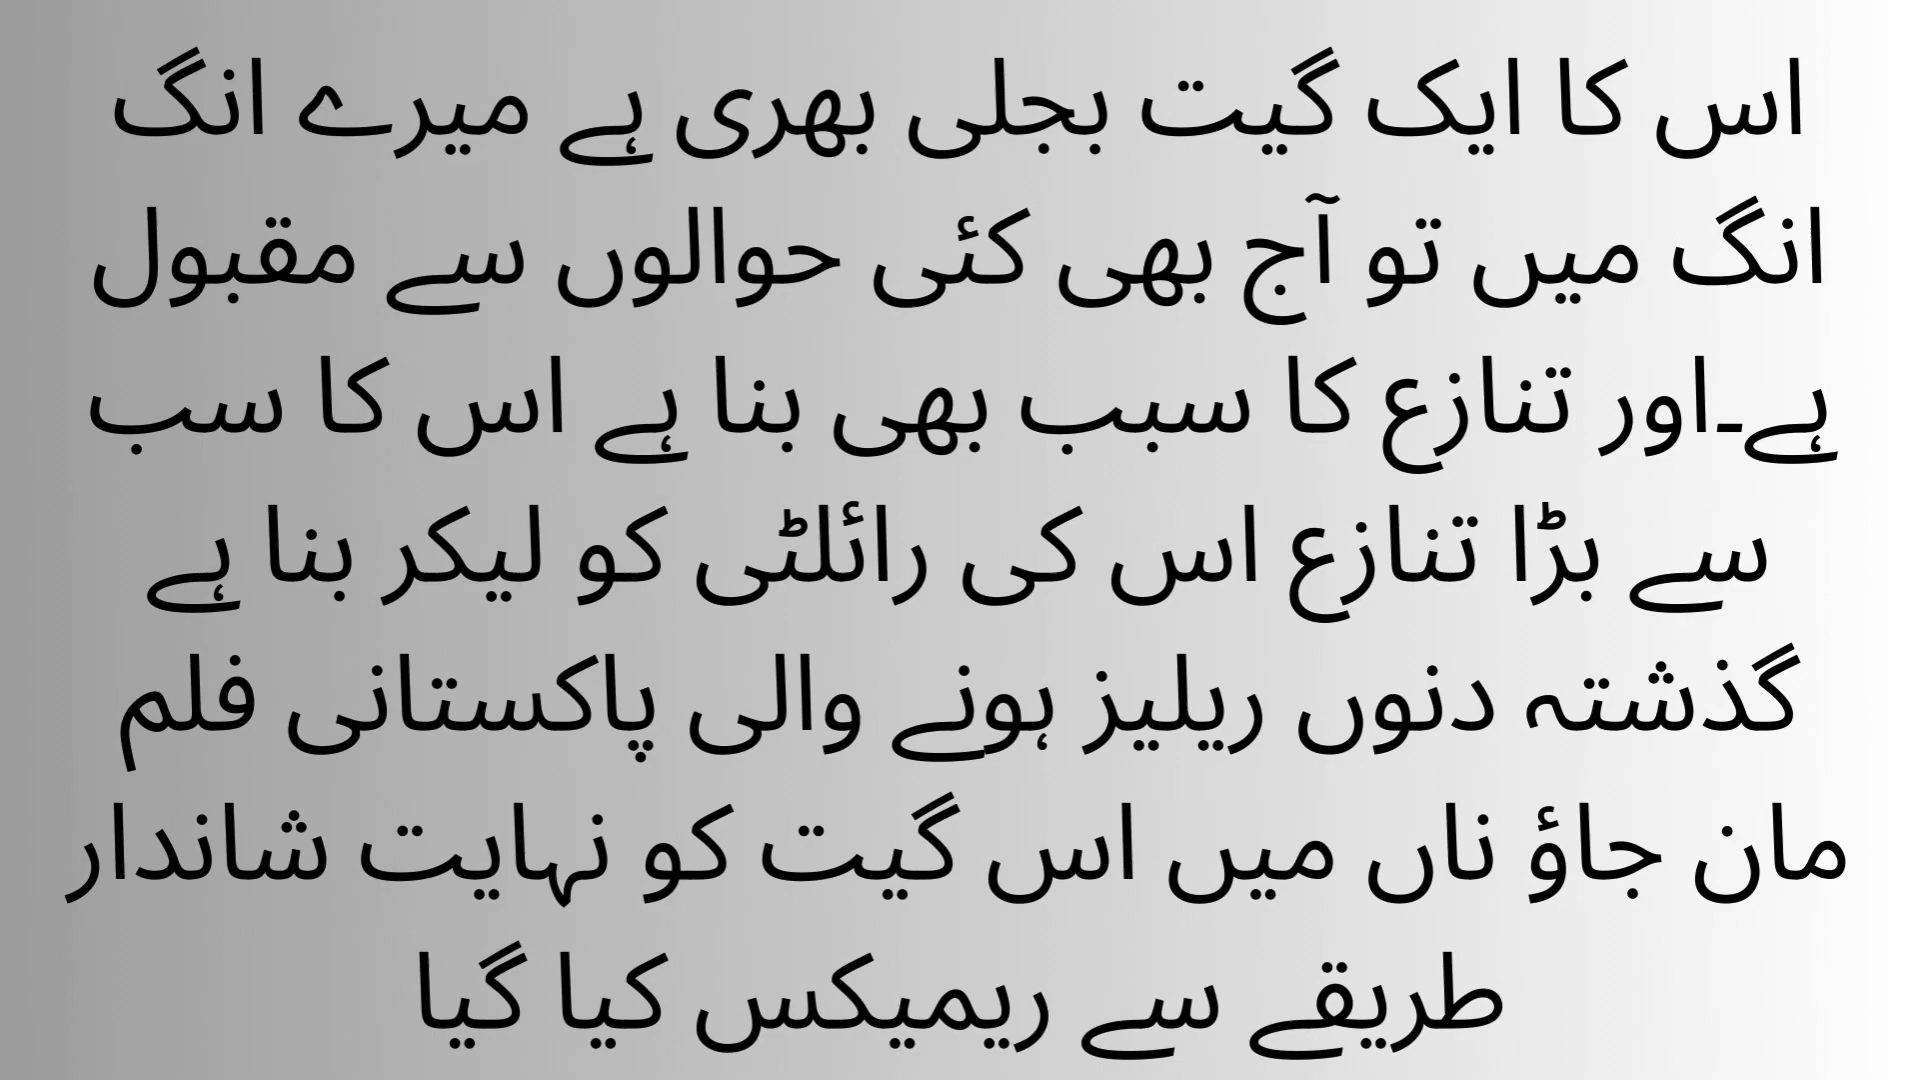 اس کا ایک گیت بجلی بھری ہے میرے انگ
انگ میں تو آج بھی کئی حوالوں سے مقبول
ہے۔اور تنازع کا سبب بھی بنا ہے اس کا سب
سے بڑا تنازع اس کی رائلٹی کو لیکر بنا ہے
گذشتہ دنوں ریلیز ہونے والی پاکستانی فلم
مان جاؤ ناں میں اس گیت کو نہایت شاندار
طریقے سے ریمیکس کیا گیا